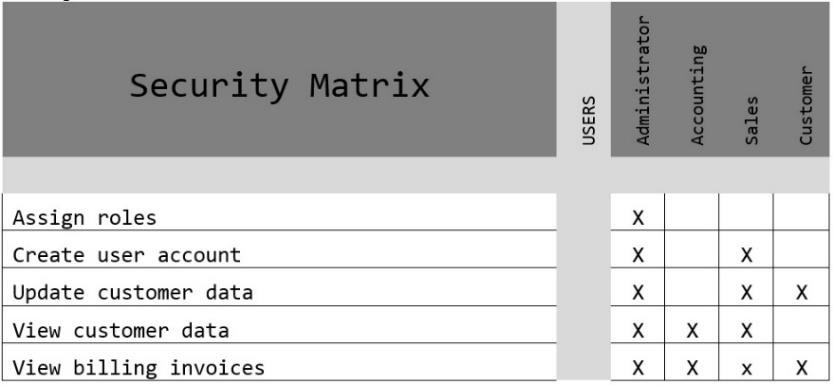 Security Matrix USERS Administrator Accounting Sales Customer
Assign roles X
Create user account X X
Update customer data X X X
View customer data X X X
View billing invoices X X x X